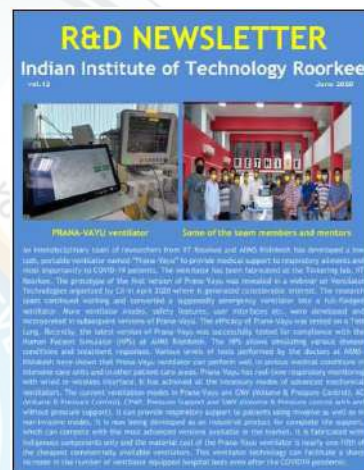 R&D NEWSLETTER
Indian Institute of Technology Roorkee
vol.12 June 2020
PRANA-VAYU ventilator
Some of the team members and mentors
An interdisciplinary team of researchers from IIT Roorkee and AIIMS Rishikesh has developed a low-
cost, portable ventilator named "Prana-Vayu" to provide medical support to respiratory ailments and
most importantly to COVID-19 patients. The ventilator has been fabricated at the Tinkering lab, IIT
Roorkee. The prototype of the first version of Prana-Vayu was revealed in a webinar on Ventilator
Technologies organized by CII in April 2020 where it generated considerable interest. The research
team continued working and converted a supposedly emergency ventilator into a full-fledged
ventilator. More ventilator modes, safety features, user interfaces etc. were developed and
incorporated in subsequent versions of Prana-Vayu. The efficacy of Prana-Vayu was tested on a Test
Lung. Recently, the latest version of Prana-Vayu was successfully tested for compliance with the
Human Patient Simulator (HPS) at AIIMS Rishikesh. The HPS allows simulating various disease
conditions and treatment responses. Various levels of tests performed by the doctors at AIIMS-
Rishikesh have shown that Prana-Vayu ventilator can perform well in various medical conditions in
intensive care units and in other patient care areas. Prana-Vayu has real-time respiratory monitoring
with wired or wireless interface. It has achieved all the necessary modes of advanced mechanical
ventilation. The current ventilation modes in Prana-Vayu are CMV (Volume & Pressure Control), AC
(Volume & Pressure Control), CPAP, Pressure Support and SIMV (Volume & Pressure control with and
without pressure support). It can provide respiratory support to patients using invasive as well as on
non-invasive modes. It is now being developed as an industrial product for complete life support,
which can connect with the most advanced version available in the market. It is fabricated with
indigenous components only and the material cost of the Prana-Vayu ventilator is nearly one-fifth of
the cheapest commercially available ventilators. This ventilator technology can fulfill a
in the number of ventilator equipped hospital beds even after the COVID19 pandemic.